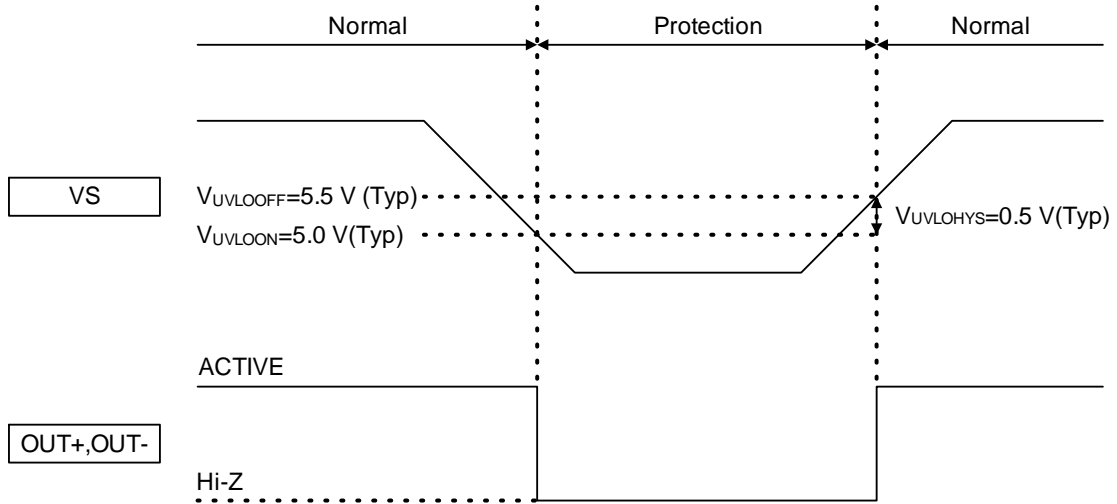 Normal Protection Normal
VS
VUVLOOFF=5.5 V (Typ)
VUVLOON=5.0 V(Typ)
VUVLOHYS=0.5 V(Typ)
ACTIVE
OUT+,OUT-
Hi-Z